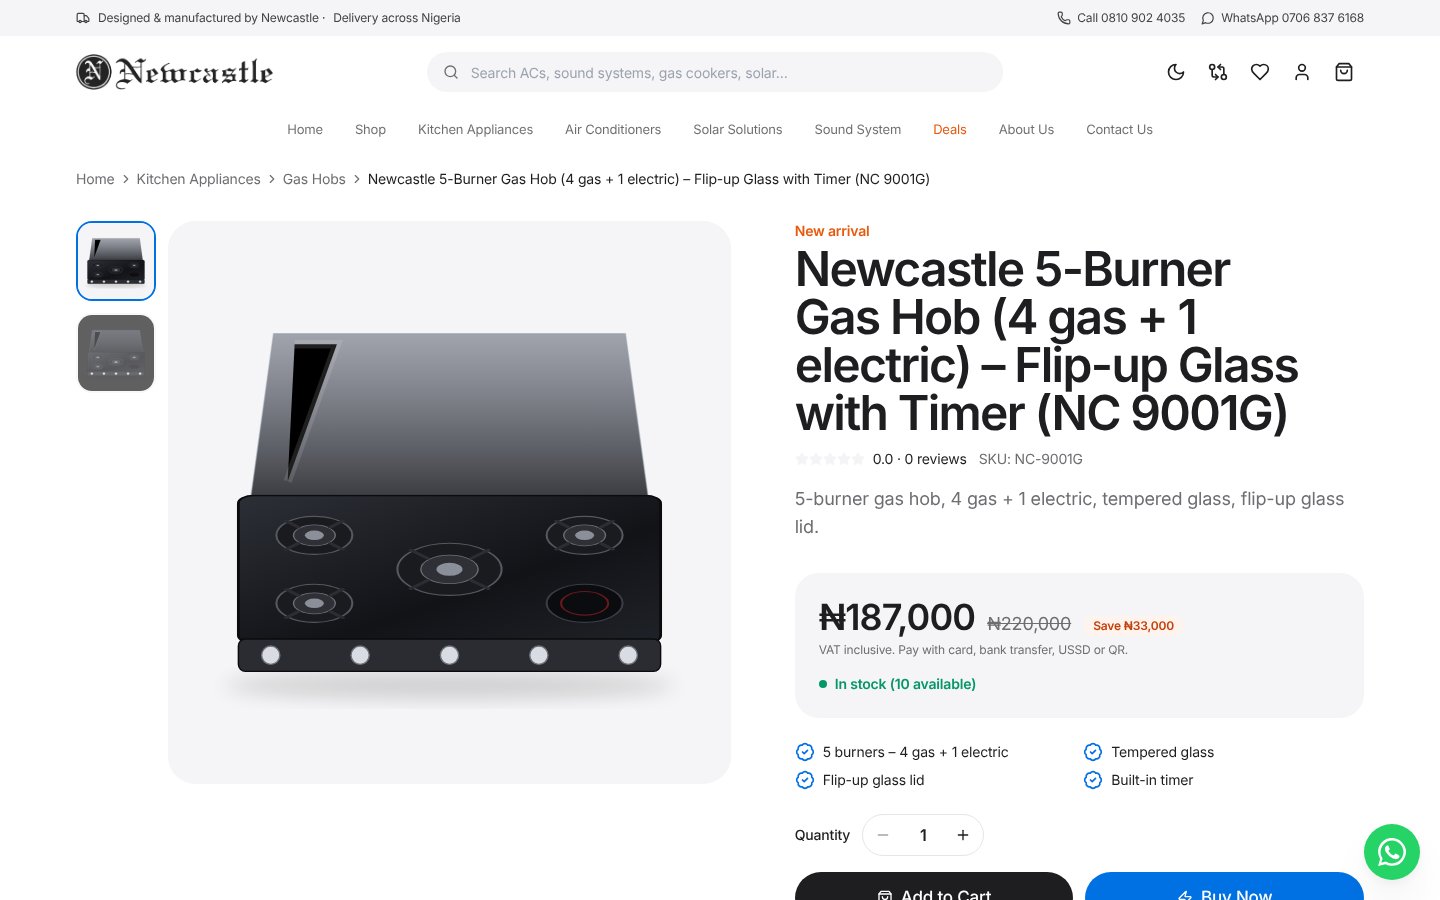 Designed & manufactured by Newcastle · Delivery across Nigeria
Call 0810 902 4035
WhatsApp 0706 837 6168
N Newcastle
Search ACs, sound systems, gas cookers, solar...
Home
Shop
Kitchen Appliances
Air Conditioners
Solar Solutions
Sound System
Deals
About Us
Contact Us
Home > Kitchen Appliances > Gas Hobs > Newcastle 5-Burner Gas Hob (4 gas + 1 electric) – Flip-up Glass with Timer (NC 9001G)
New arrival
Newcastle 5-Burner
Gas Hob (4 gas + 1
electric) – Flip-up Glass
with Timer (NC 9001G)
0.0 · 0 reviews SKU: NC-9001G
5-burner gas hob, 4 gas + 1 electric, tempered glass, flip-up glass
lid.
₦187,000 ₦220,000 Save ₦33,000
VAT inclusive. Pay with card, bank transfer, USSD or QR.
In stock (10 available)
5 burners – 4 gas + 1 electric
Tempered glass
Flip-up glass lid
Built-in timer
Quantity
1
Add to Cart
Buy Now